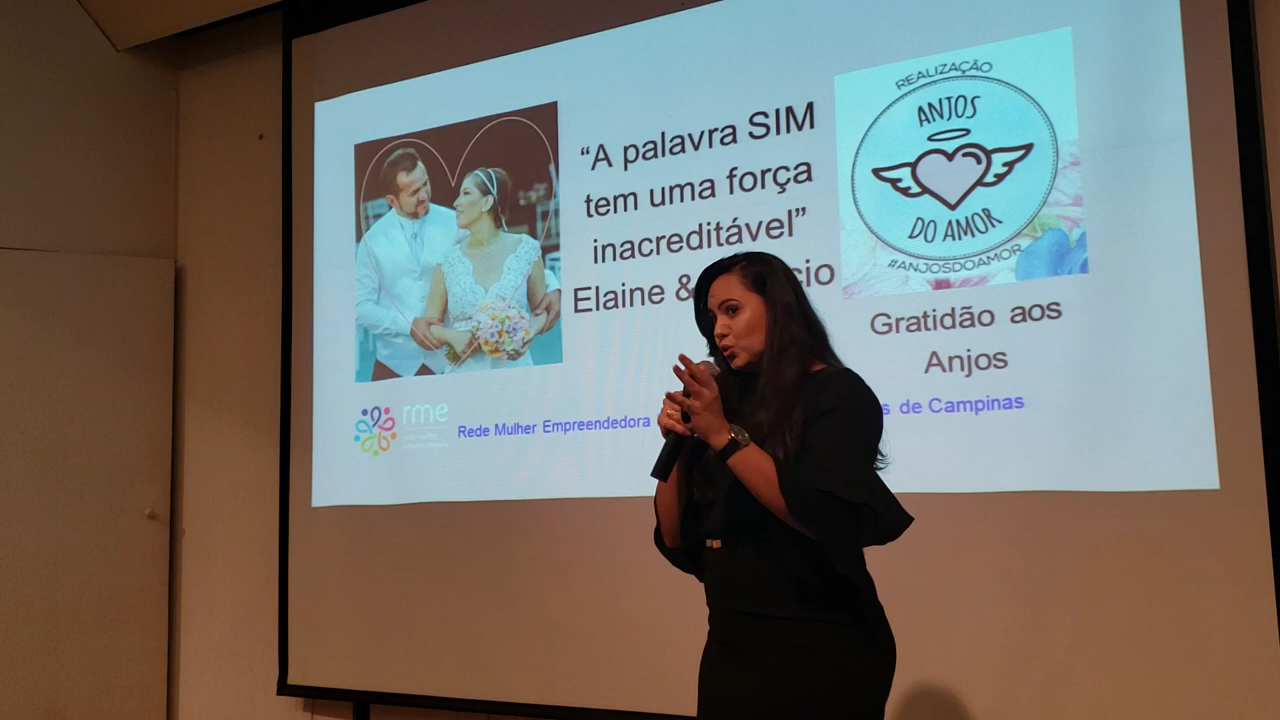 “A palavra SIM
tem uma força
inacreditável”
Elaine & cio
REALIZAÇÃO
ANJOS
DO AMOR
#ANJOSDOAMOR
Gratidão aos
Anjos
rme
Rede Mulher Empreendedora s de Campinas